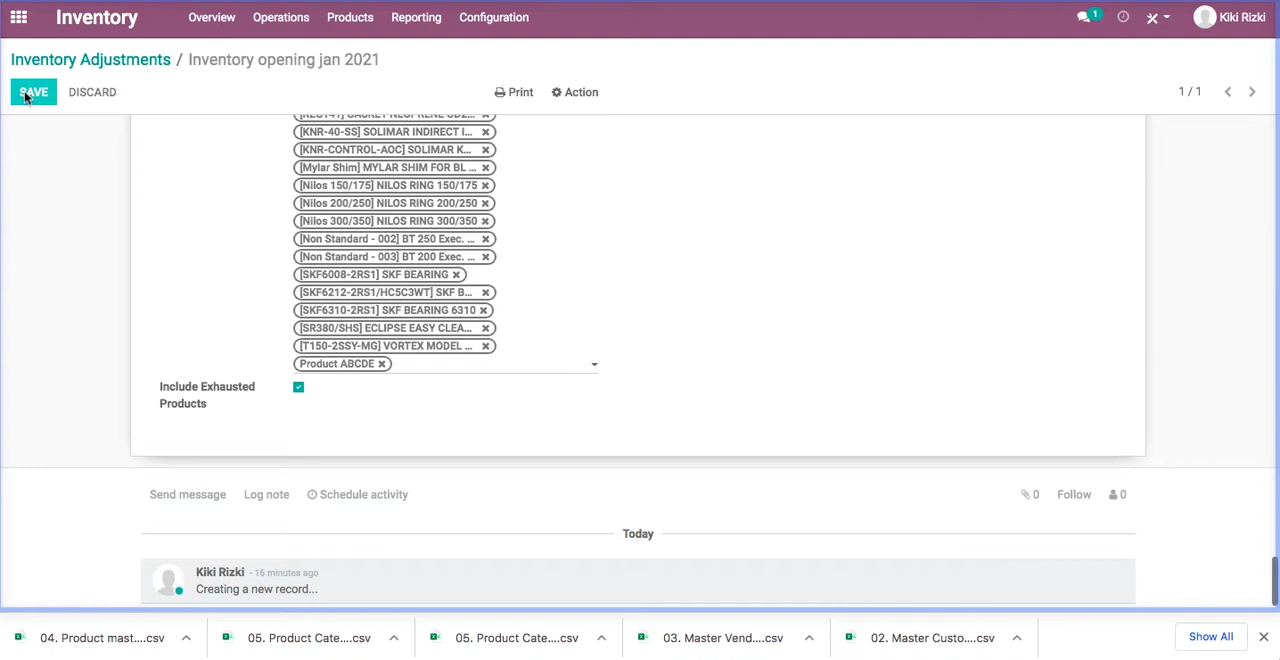 Inventory
Overview
Operations
Products
Reporting
Configuration
1
Kiki Rizki
Inventory Adjustments / Inventory opening jan 2021
SAVE
DISCARD
Print
Action
1 / 1
[KNR-40-SS] SOLIMAR INDIRECT I...
[KNR-CONTROL-AOC] SOLIMAR K...
[Mylar Shim] MYLAR SHIM FOR BL ...
[Nilos 150/175] NILOS RING 150/175
[Nilos 200/250] NILOS RING 200/250
[Nilos 300/350] NILOS RING 300/350
[Non Standard - 002] BT 250 Exec. ...
[Non Standard - 003] BT 200 Exec. ...
[SKF6008-2RS1] SKF BEARING
[SKF6212-2RS1/HC5C3WT] SKF B...
[SKF6310-2RS1] SKF BEARING 6310
[SR380/SHS] ECLIPSE EASY CLEA...
[T150-2SSY-MG] VORTEX MODEL ...
Product ABCDE
Include Exhausted
Products
Send message
Log note
Schedule activity
0
Follow
0
Today
Kiki Rizki - 16 minutes ago
Creating a new record...
04. Product mast....csv
05. Product Cate....csv
05. Product Cate....csv
03. Master Vend....csv
02. Master Custo....csv
Show All